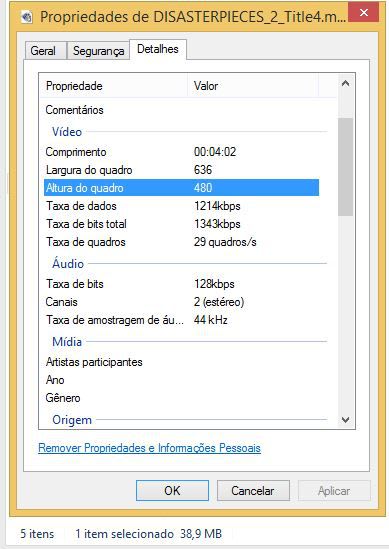 Propriedades de DISASTERPIECES_2_Title4.m...
Geral Segurança Detalhes
Propriedade Valor
Comentários
Vídeo
Comprimento 00:04:02
Largura do quadro 636
Altura do quadro 480
Taxa de dados 1214kbps
Taxa de bits total 1343kbps
Taxa de quadros 29 quadros/s
Áudio
Taxa de bits 128kbps
Canais 2 (estéreo)
Taxa de amostragem de áu... 44 kHz
Mídia
Artistas participantes
Ano
Gênero
Origem
Remover Propriedades e Informações Pessoais
OK Cancelar Aplicar
5 itens 1 item selecionado 38,9 MB